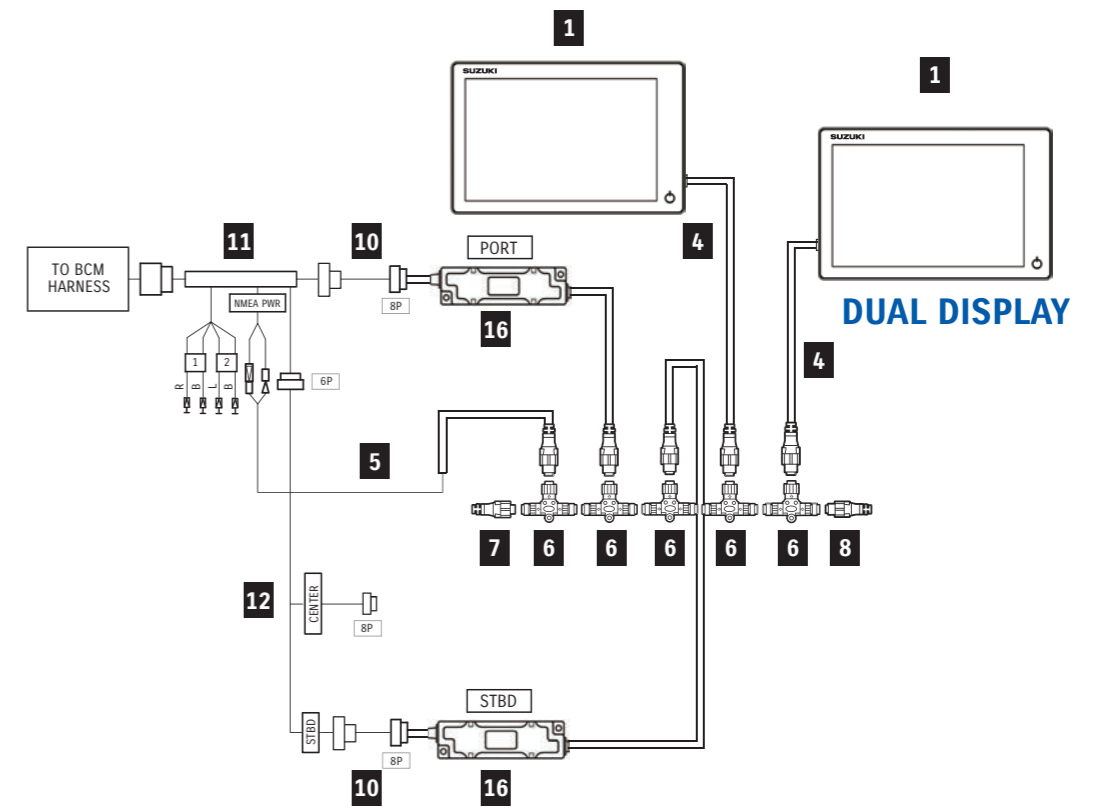 1
SUZUKI
1
SUZUKI
DUAL DISPLAY
11
10
PORT
4
TO BCM
HARNESS
NMEA PWR
8P
16
1
2
6P
R
B
L
B
4
5
7
6
6
6
6
6
8
12
CENTER
8P
STBD
STBD
8P
10
16